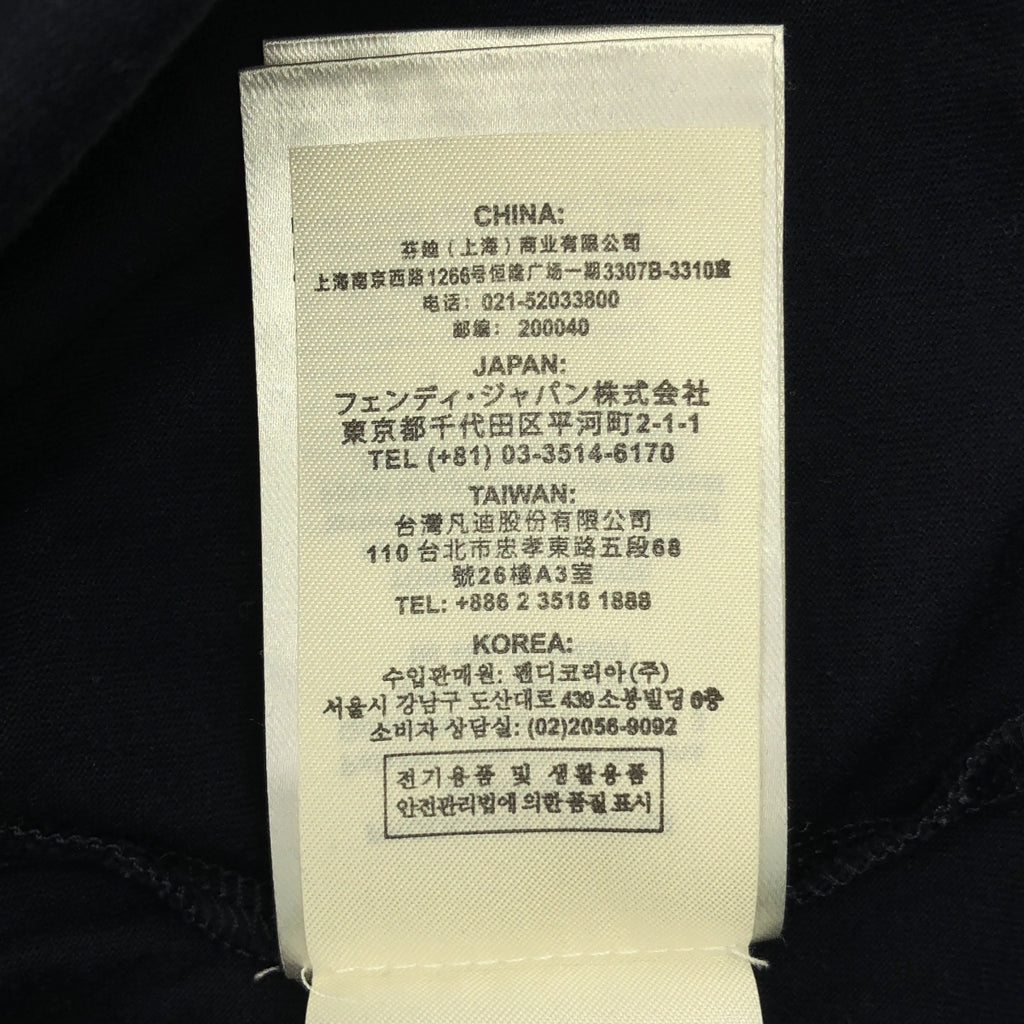 CHINA:
芬迪（上海）商业有限公司
上海南京西路1266号恒隆广场一期3307B-3310室
电话：021-52033800
邮编： 200040
JAPAN:
フェンディ・ジャパン株式会社
東京都千代田区平河町2-1-1
TEL (+81) 03-3514-6170
TAIWAN:
台灣凡迪股份有限公司
110 台北市忠孝東路五段68
號26樓A3室
TEL: +886 2 3518 1888
KOREA:
수입판매원: 펜디코리아(주)
서울시 강남구 도산대로 439 소봉빌딩 6층
소비자 상담실: (02)2056-9092
전기용품 및 생활용품
안전관리법에 의한 품질 표시